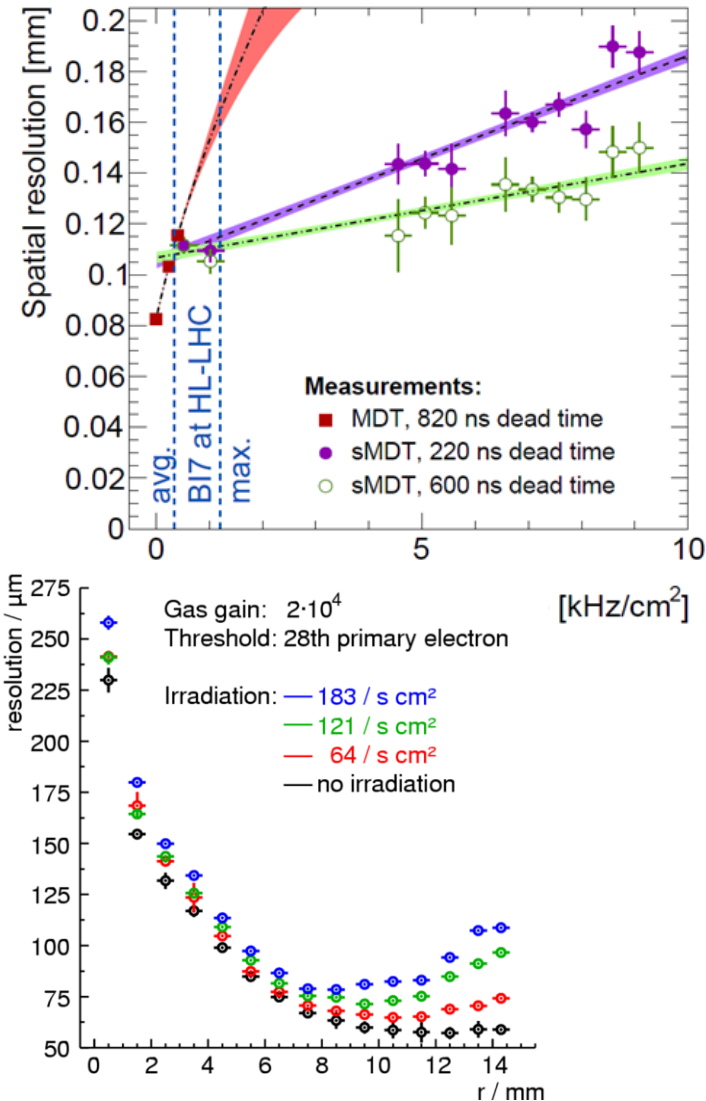 Spatial resolution [mm]
0.2
0.18
0.16
0.14
0.12
0.1
0.08
0.06
0.04
0.02
0
avg.
BI7 at HL-LHC
max.
Measurements:
MDT, 820 ns dead time
sMDT, 220 ns dead time
sMDT, 600 ns dead time
0 5 10
[kHz/cm²]
resolution / µm
275
250
225
200
175
150
125
100
75
50
Gas gain: 2·10⁴
Threshold: 28th primary electron
Irradiation: 183 / s cm²
121 / s cm²
64 / s cm²
no irradiation
0 2 4 6 8 10 12 14
r / mm